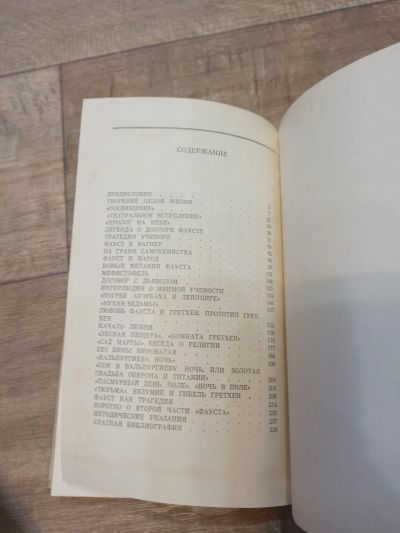 СОДЕРЖАНИЕ
ПРЕДИСЛОВИЕ
ТВОРЕНИЕ ЦЕЛОЙ ЖИЗНИ
«ПОСВЯЩЕНИЕ»
«ТЕАТРАЛЬНОЕ ВСТУПЛЕНИЕ»
«ПРОЛОГ НА НЕБЕ»
ЛЕГЕНДА О ДОКТОРЕ ФАУСТЕ
ТРАГЕДИЯ УЧЕНОГО
ФАУСТ И ВАГНЕР
НА ГРАНИ САМОУБИЙСТВА
ФАУСТ И НАРОД
НОВЫЕ МЕТАНИЯ ФАУСТА
МЕФИСТОФЕЛЬ
ДОГОВОР С ДЬЯВОЛОМ
ИНТЕРЛЮДИЯ О МНИМОЙ УЧЕНОСТИ
«ПОГРЕБ АУЭРБАХА В ЛЕЙПЦИГЕ»
«КУХНЯ ВЕДЬМЫ»
ЛЮБОВЬ ФАУСТА И ГРЕТХЕН. ПРОТОТИП ГРЕТ-
ХЕН
НАЧАЛО ЛЮБВИ
«ЛЕСНАЯ ПЕЩЕРА», «КОМНАТА ГРЕТХЕН»
«САД МАРТЫ». БЕСЕДА О РЕЛИГИИ
БЕЗ ВИНЫ ВИНОВАТАЯ
«ВАЛЬПУРГИЕВА НОЧЬ»
«СОН В ВАЛЬПУРГИЕВУ НОЧЬ, ИЛИ ЗОЛОТАЯ
СВАДЬБА ОБЕРОНА И ТИТАНИИ»
«ПАСМУРНЫЙ ДЕНЬ. ПОЛЕ», «НОЧЬ В ПОЛЕ»
«ТЮРЬМА». БЕЗУМИЕ И ГИБЕЛЬ ГРЕТХЕН
ФАУСТ КАК ТРАГЕДИЯ
КОРОТКО О ВТОРОЙ ЧАСТИ «ФАУСТА»
МЕТОДИЧЕСКИЕ УКАЗАНИЯ
КРАТКАЯ БИБЛИОГРАФИЯ